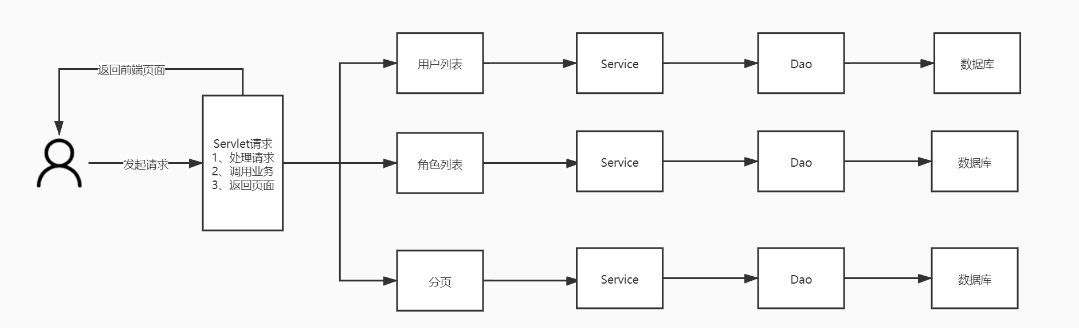 返回前端页面
发起请求
Servlet请求
1、处理请求
2、调用业务
3、返回页面
用户列表
Service
Dao
数据库
角色列表
Service
Dao
数据库
分页
Service
Dao
数据库